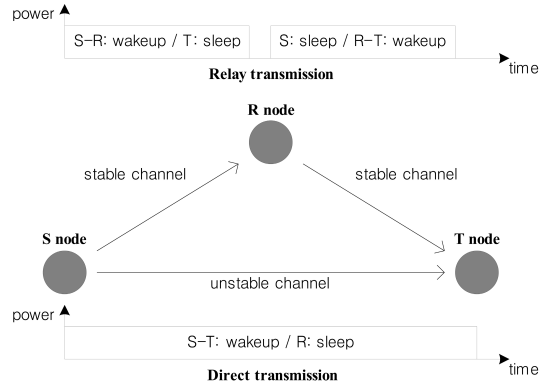 power
S-R: wakeup / T: sleep
S: sleep / R-T: wakeup
time
Relay transmission
R node
stable channel
stable channel
S node
T node
unstable channel
power
S-T: wakeup / R: sleep
time
Direct transmission